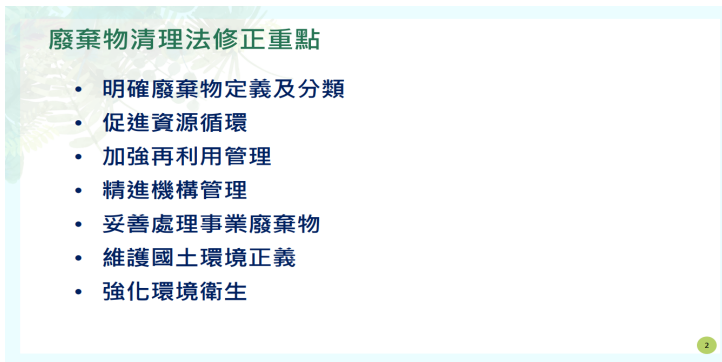 廢棄物清理法修正重點
• 明確廢棄物定義及分類
• 促進資源循環
• 加強再利用管理
• 精進機構管理
• 妥善處理事業廢棄物
• 維護國土環境正義
• 強化環境衛生
2